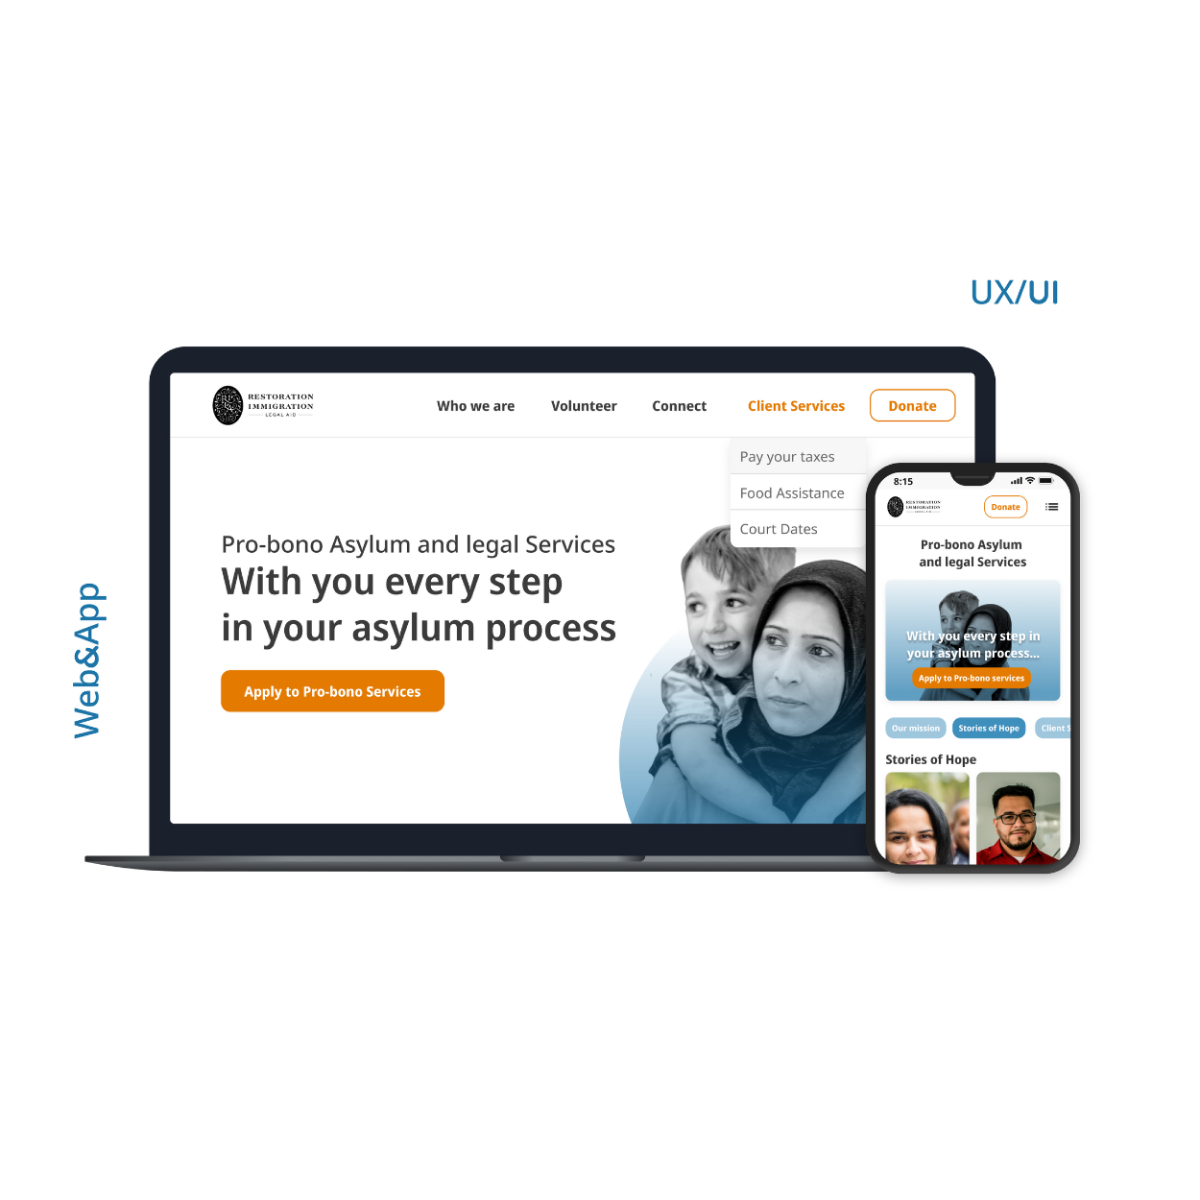 UX/UI
Web&App
RESTORATION
IMMIGRATION
LEGAL AID
Who we are
Volunteer
Connect
Client Services
Donate
Pay your taxes
Food Assistance
Court Dates
Pro-bono Asylum and legal Services
With you every step
in your asylum process
Apply to Pro-bono Services
8:15
RESTORATION
IMMIGRATION
LEGAL AID
Donate
Pro-bono Asylum
and legal Services
With you every step in
your asylum process...
Apply to Pro-bono services
Our mission
Stories of Hope
Client S
Stories of Hope